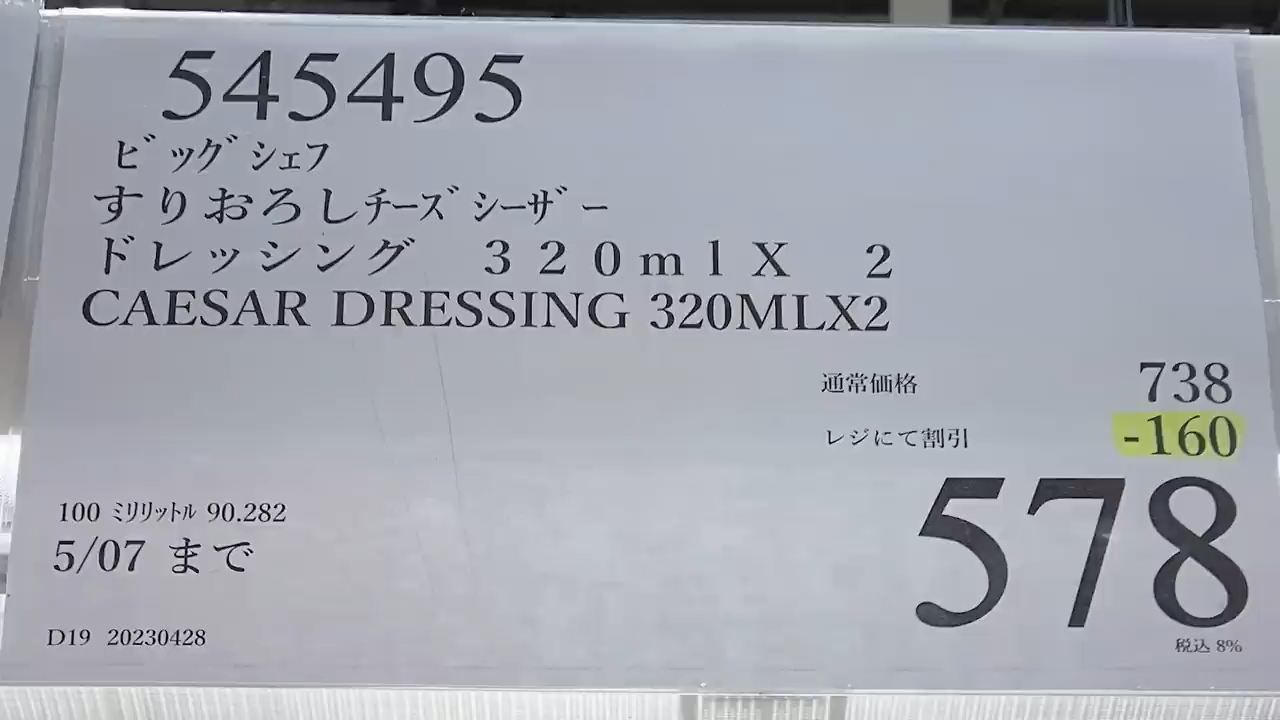 545495
ビッグシェフ
すりおろしチーズシーザー
ドレッシング　３２０ｍｌＸ　２
CAESAR DRESSING 320MLX2
通常価格 738
レジにて割引 -160
578
税込 8%
100 ミリリットル 90.282
5/07 まで
D19 20230428